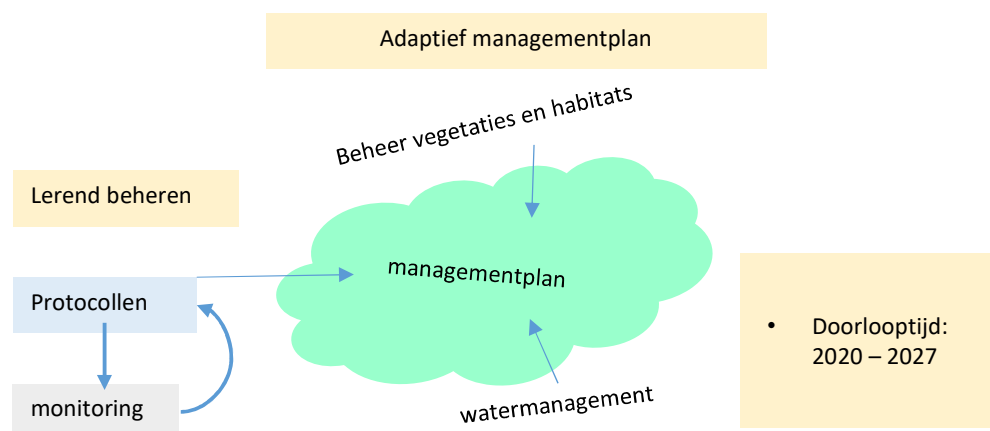 Adaptief managementplan
Beheer vegetaties en habitats
Lerend beheren
managementplan
Protocollen
• Doorlooptijd:
2020 – 2027
monitoring
watermanagement